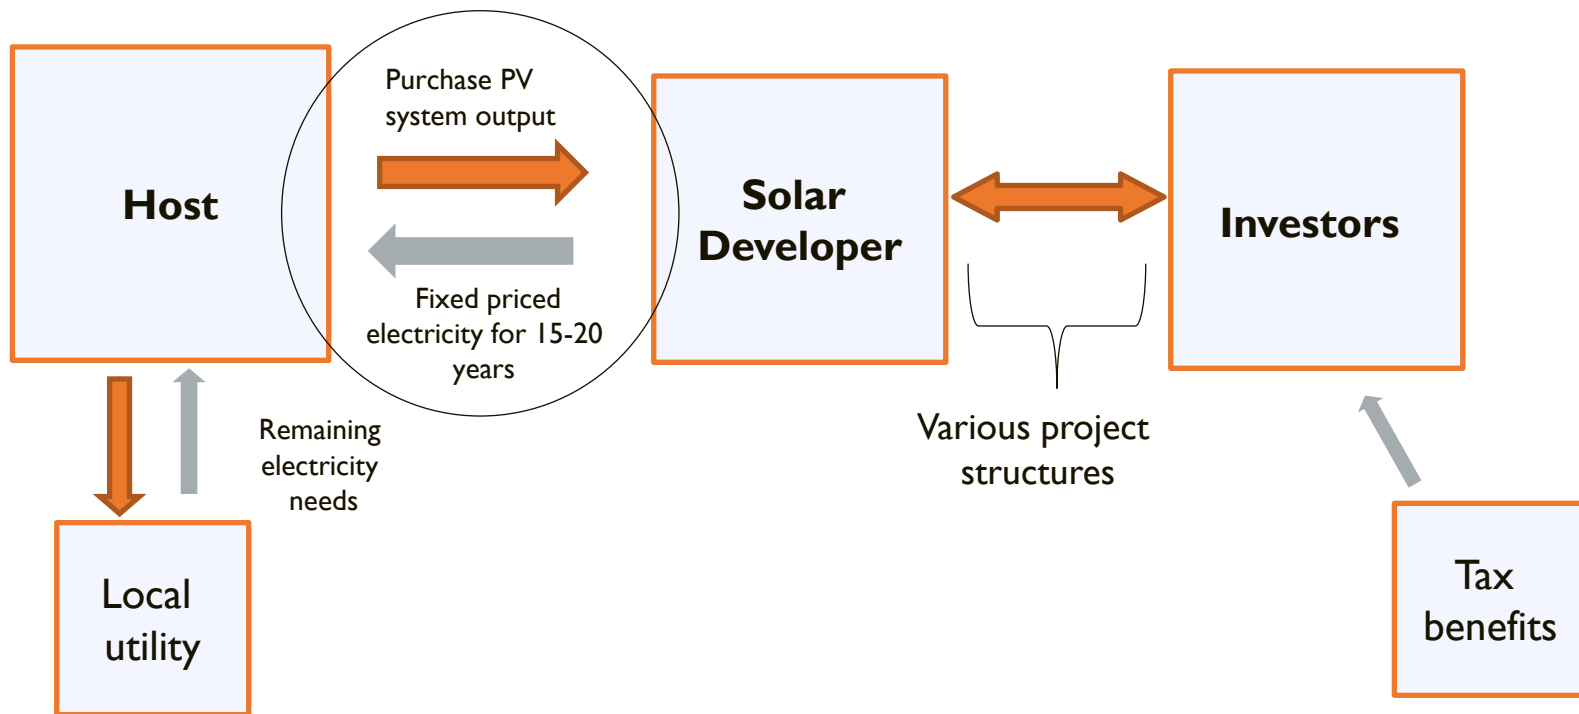 Host
Purchase PV
system output
Fixed priced
electricity for 15-20
years
Solar
Developer
Investors
Remaining
electricity
needs
Various project
structures
Local
utility
Tax
benefits